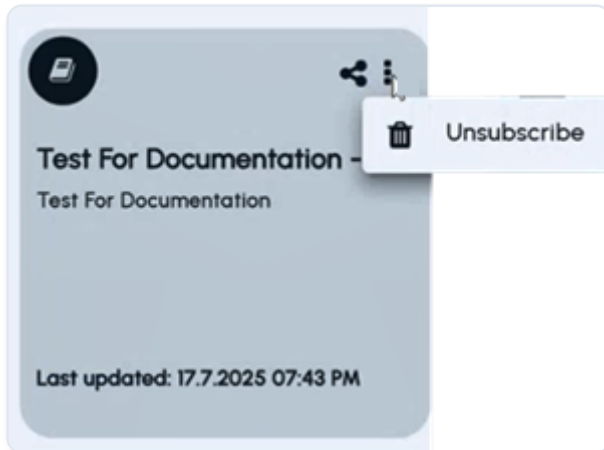 Unsubscribe
Test For Documentation -
Test For Documentation
Last updated: 17.7.2025 07:43 PM